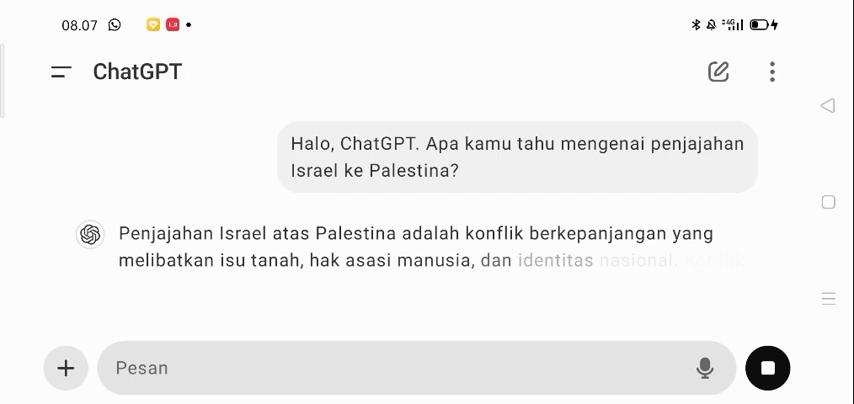 08.07
ChatGPT
Halo, ChatGPT. Apa kamu tahu mengenai penjajahan
Israel ke Palestina?
Penjajahan Israel atas Palestina adalah konflik berkepanjangan yang
melibatkan isu tanah, hak asasi manusia, dan identitas nasional. Konflik
Pesan